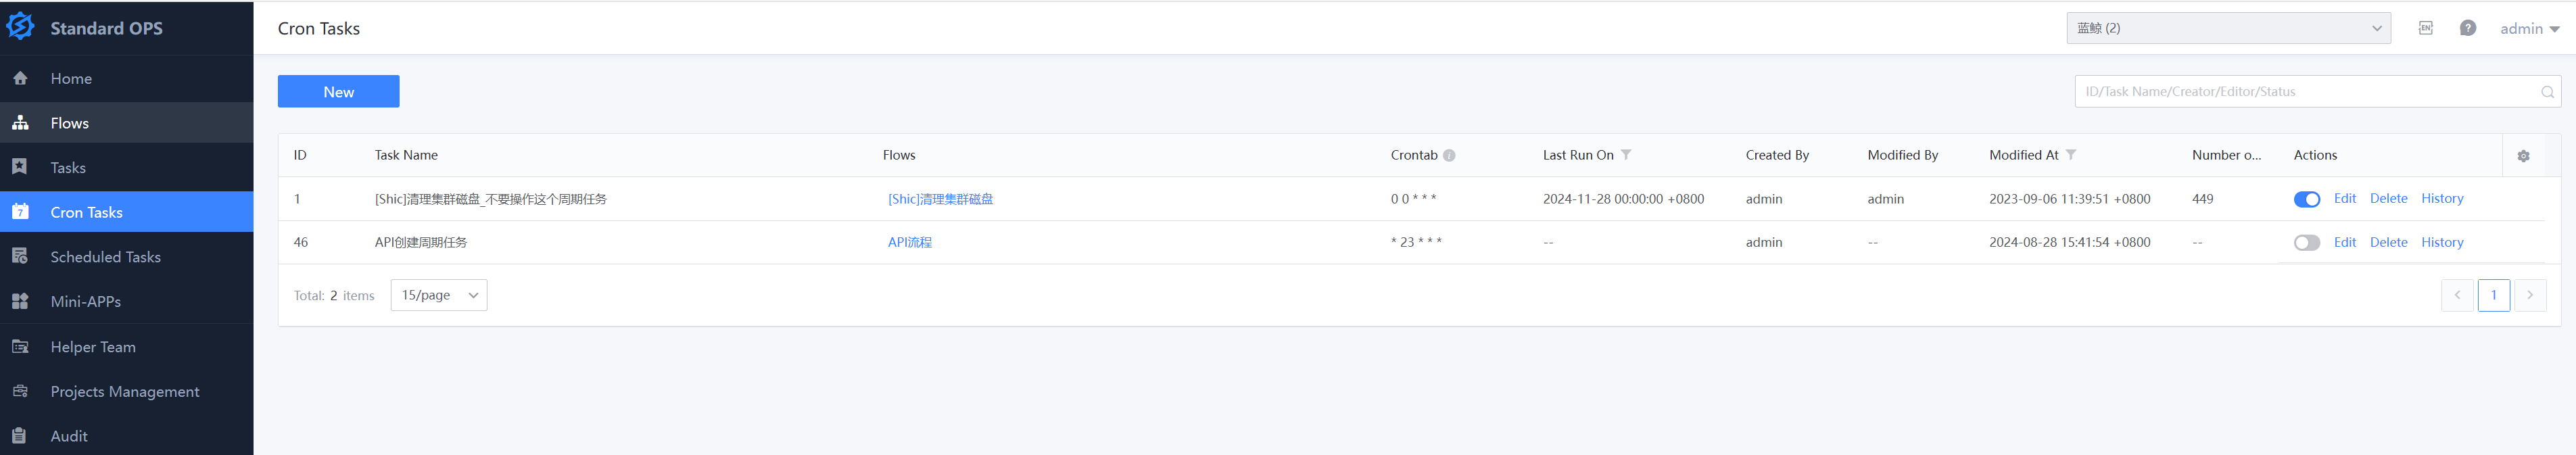 Standard OPS
Home
Flows
Tasks
Cron Tasks
Scheduled Tasks
Mini-APPs
Helper Team
Projects Management
Audit
Cron Tasks
蓝鲸 (2)
EN
?
admin
New
ID/Task Name/Creator/Editor/Status
ID Task Name Flows Crontab Last Run On Created By Modified By Modified At Number o... Actions
1 [Shic]清理集群磁盘_不要操作这个周期任务 [Shic]清理集群磁盘 0 0 * * * 2024-11-28 00:00:00 +0800 admin admin 2023-09-06 11:39:51 +0800 449 Edit Delete History
46 API创建周期任务 API流程 * 23 * * * -- admin -- 2024-08-28 15:41:54 +0800 -- Edit Delete History
Total: 2 items 15/page 1